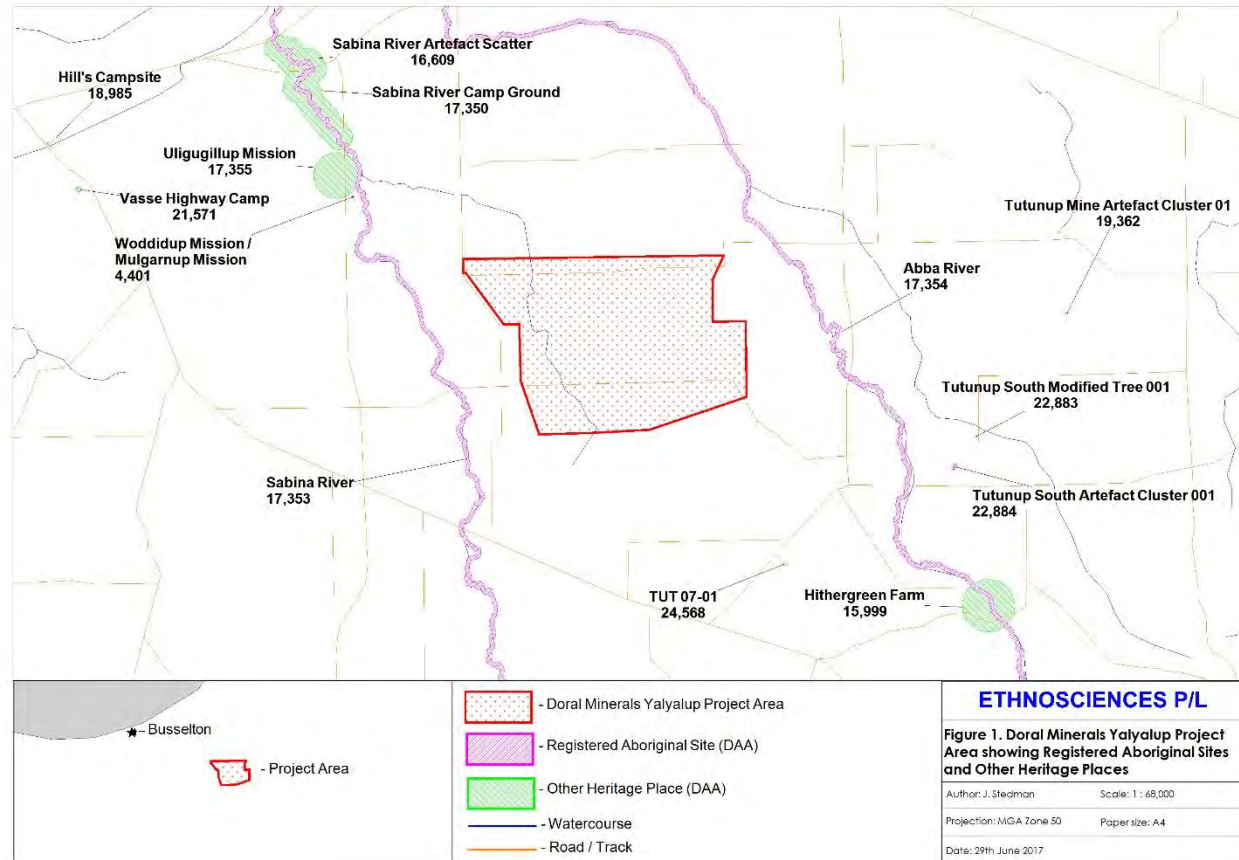 Sabina River Artefact Scatter
16,609
Hill's Campsite
18,985
Sabina River Camp Ground
17,350
Uligugillup Mission
17,355
Vasse Highway Camp
21,571
Woddidup Mission /
Mulgarnup Mission
4,401
Tutunup Mine Artefact Cluster 01
19,362
Abba River
17,354
Tutunup South Modified Tree 001
22,883
Sabina River
17,353
Tutunup South Artefact Cluster 001
22,884
TUT 07-01
24,568
Hithergreen Farm
15,999
- Busselton
- Project Area
- Doral Minerals Yalyalup Project Area
- Registered Aboriginal Site (DAA)
- Other Heritage Place (DAA)
- Watercourse
- Road / Track
ETHNOSCIENCES P/L
Figure 1. Doral Minerals Yalyalup Project
Area showing Registered Aboriginal Sites
and Other Heritage Places
Author: J. Stedman Scale: 1 : 68,000
Projection: MGA Zone 50 Paper size: A4
Date: 29th June 2017